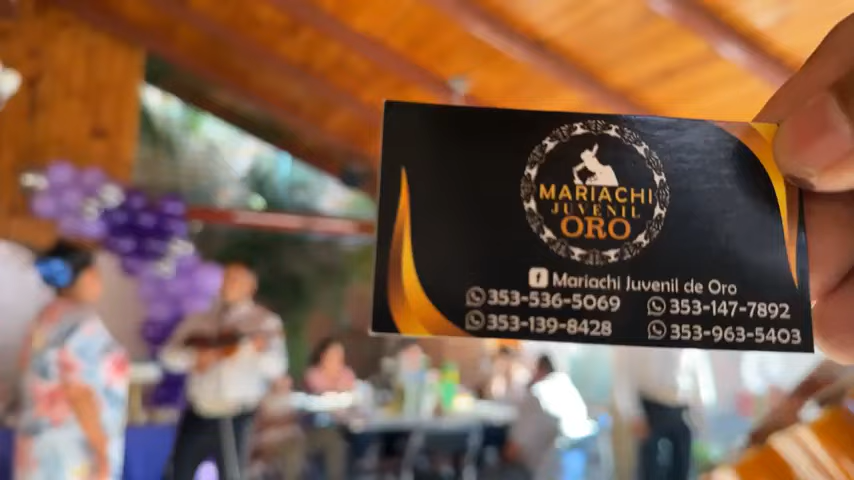 MARIACHI
JUVENIL
ORO
Mariachi Juvenil de Oro
353-536-5069 353-147-7892
353-139-8428 353-963-5403